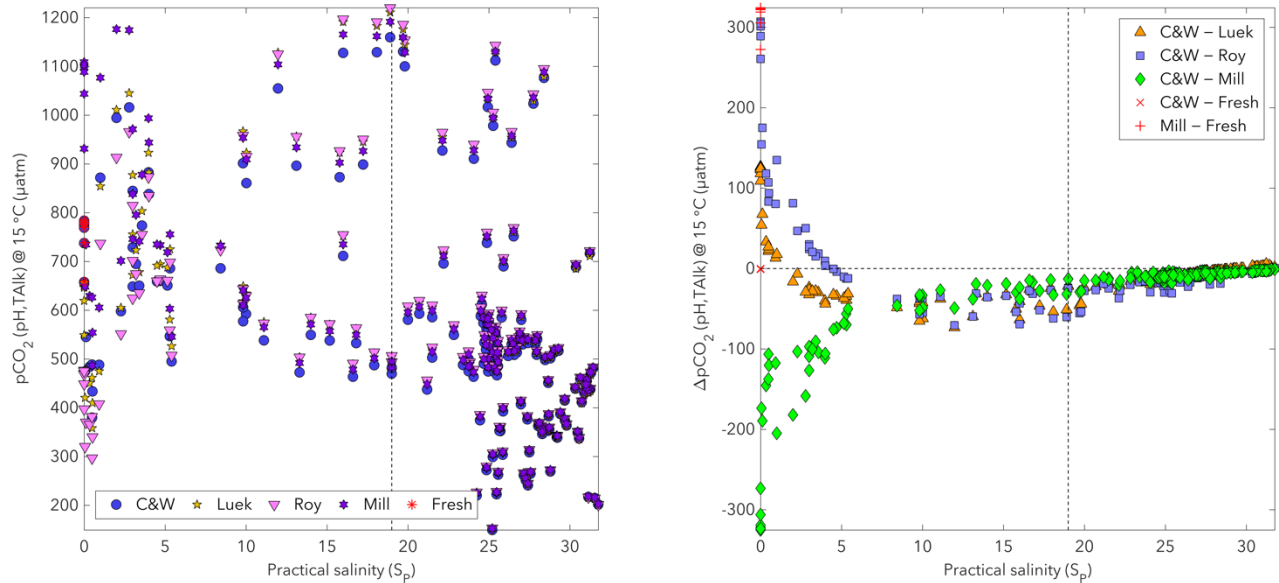 1200
1100
1000
900
800
700
600
500
400
300
200
pCO₂ (pH,TAlk) @ 15 °C (µatm)
C&W Luek Roy Mill Fresh
0 5 10 15 20 25 30
Practical salinity (Sₚ)
300
200
100
0
-100
-200
-300
ΔpCO₂ (pH,TAlk) @ 15 °C (µatm)
C&W – Luek
C&W – Roy
C&W – Mill
C&W – Fresh
Mill – Fresh
0 5 10 15 20 25 30
Practical salinity (Sₚ)